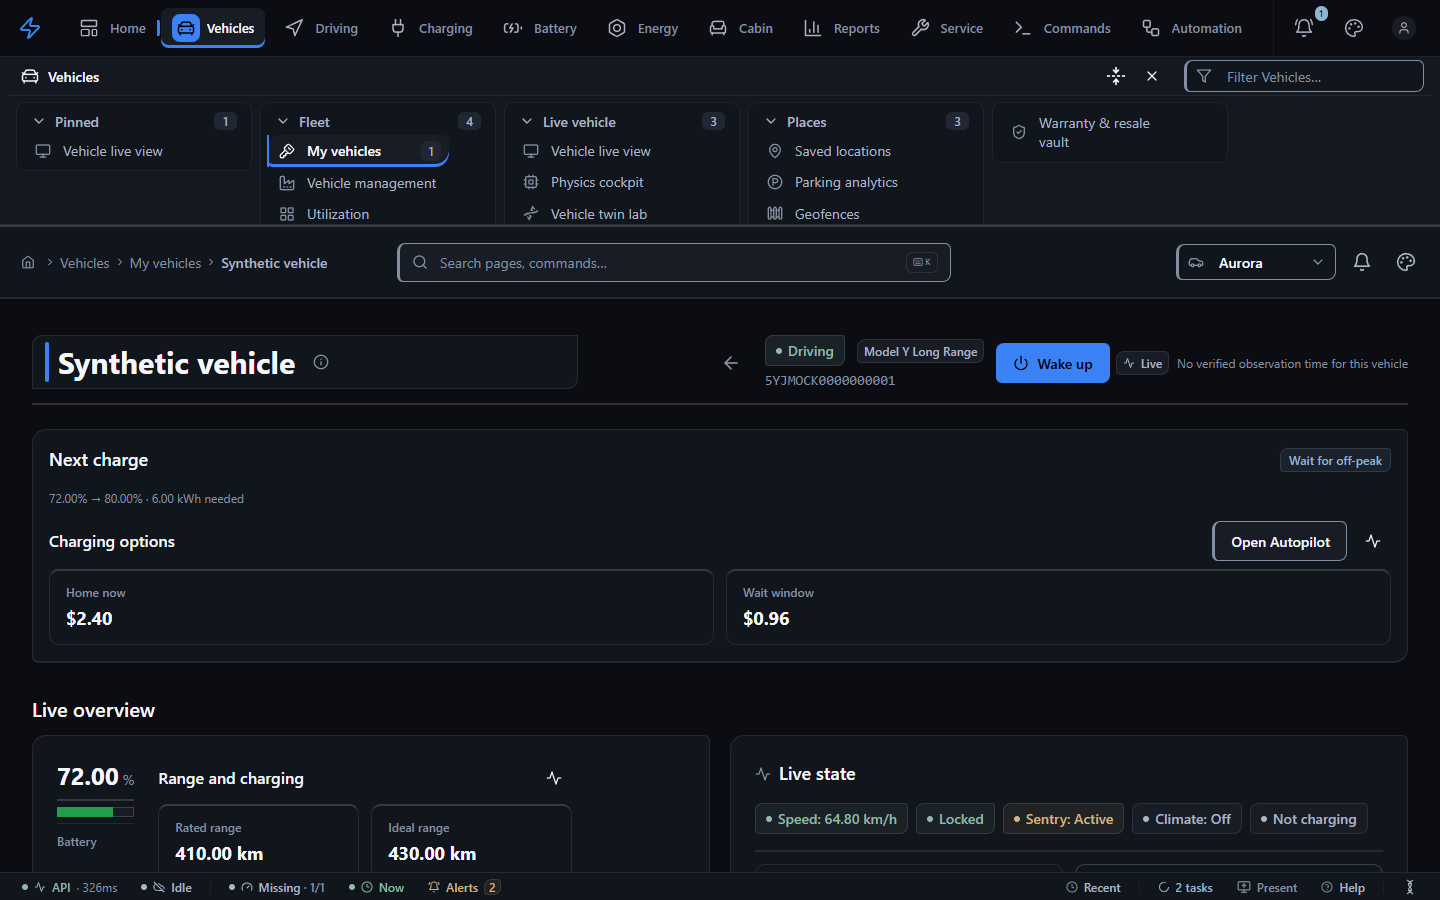 Home
Vehicles
Driving
Charging
Battery
Energy
Cabin
Reports
Service
Commands
Automation
1
Vehicles
Filter Vehicles...
Pinned 1
Vehicle live view
Fleet 4
My vehicles 1
Vehicle management
Utilization
Live vehicle 3
Vehicle live view
Physics cockpit
Vehicle twin lab
Places 3
Saved locations
Parking analytics
Geofences
Warranty & resale
vault
Vehicles
My vehicles
Synthetic vehicle
Search pages, commands...
K
Aurora
Synthetic vehicle
Driving
Model Y Long Range
5YJMOCK0000000001
Wake up
Live
No verified observation time for this vehicle
Next charge
Wait for off-peak
72.00% → 80.00% · 6.00 kWh needed
Charging options
Open Autopilot
Home now
$2.40
Wait window
$0.96
Live overview
72.00 %
Battery
Range and charging
Rated range
410.00 km
Ideal range
430.00 km
Live state
Speed: 64.80 km/h
Locked
Sentry: Active
Climate: Off
Not charging
API · 326ms
Idle
Missing · 1/1
Now
Alerts 2
Recent
2 tasks
Present
Help